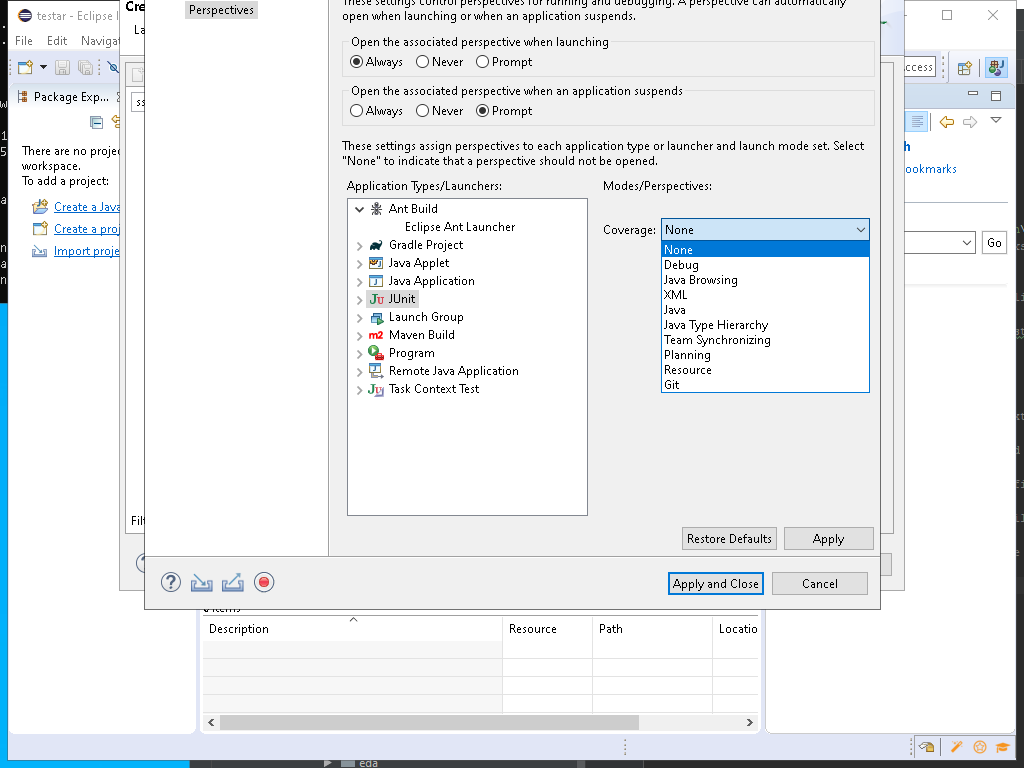 testar - Eclipse I
Cre
Perspectives
These settings control perspectives for running and debugging. A perspective can automatically
open when launching or when an application suspends.
File Edit Navigat
La
Open the associated perspective when launching
Always Never Prompt
ccess
Open the associated perspective when an application suspends
Package Exp...
Always Never Prompt
These settings assign perspectives to each application type or launcher and launch mode set. Select
"None" to indicate that a perspective should not be opened.
There are no proje
workspace.
To add a project:
Create a Java
Create a proj
Import proje
ookmarks
Application Types/Launchers:
Modes/Perspectives:
Ant Build
Eclipse Ant Launcher
Gradle Project
Java Applet
Java Application
JUnit
Launch Group
Maven Build
Program
Remote Java Application
Task Context Test
Coverage: None
None
Debug
Java Browsing
XML
Java
Java Type Hierarchy
Team Synchronizing
Planning
Resource
Git
Go
Filt
Restore Defaults Apply
Apply and Close Cancel
Description Resource Path Locatio
eda